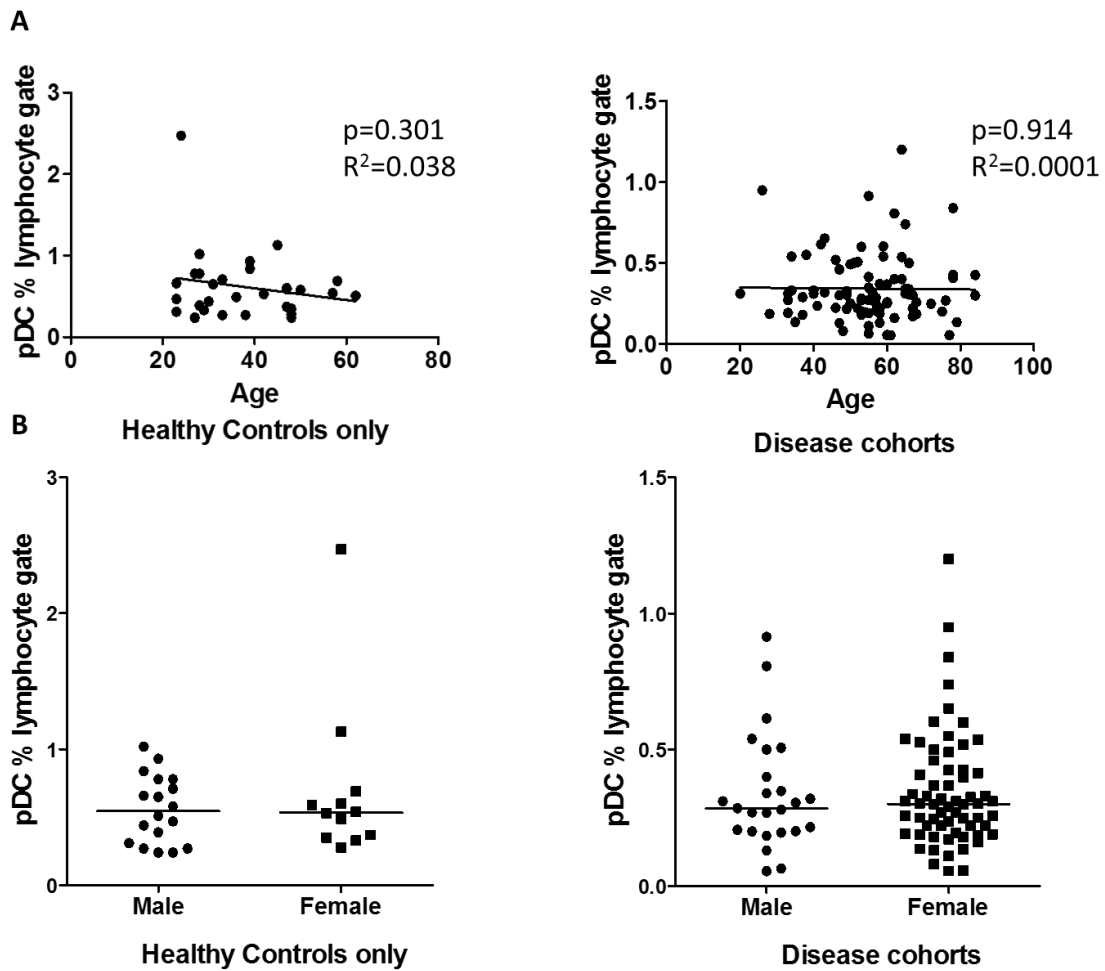 A
pDC % lymphocyte gate
3
2
1
0
p=0.301
R²=0.038
0 20 40 60 80
Age
Healthy Controls only
pDC % lymphocyte gate
1.5
1.0
0.5
0.0
p=0.914
R²=0.0001
0 20 40 60 80 100
Age
Disease cohorts
B
pDC % lymphocyte gate
3
2
1
0
Male Female
Healthy Controls only
pDC % lymphocyte gate
1.5
1.0
0.5
0.0
Male Female
Disease cohorts